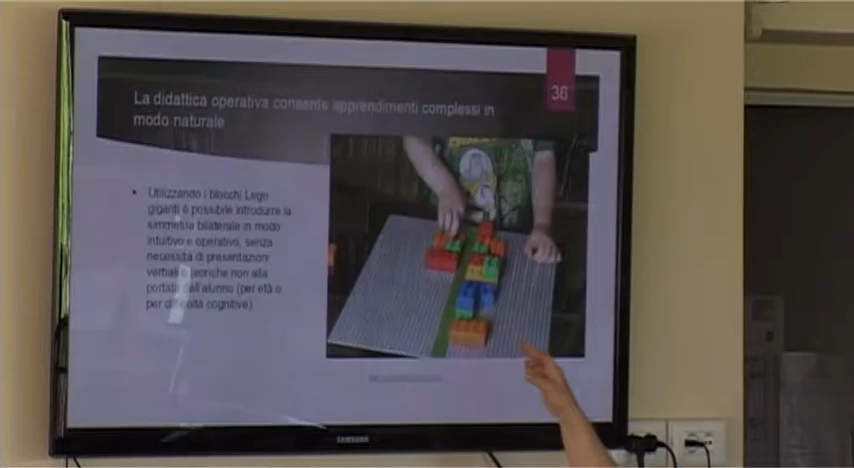 36
La didattica operativa consente apprendimenti complessi in
modo naturale
Utilizzando i blocchi Lego
giganti è possibile introdurre la
simmetria bilaterale in modo
intuitivo e operativo, senza
necessità di presentazioni
verbali o teoriche non alla
portata dell'alunno (per età o
per difficoltà cognitive)
SAMSUNG